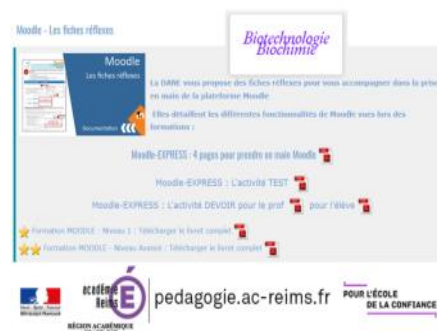 Moodle - Les fiches réflexes
Biotechnologie
Biochimie
Moodle
Les fiches réflexes
Documentation
La DANE vous propose des fiches réflexes pour vous accompagner dans la prise
en main de la plateforme Moodle
Elles détaillent les différentes fonctionnalités de Moodle vues lors des
formations :
Moodle-EXPRESS : 4 pages pour prendre en main Moodle
Moodle-EXPRESS : L'activité TEST
Moodle-EXPRESS : L'activité DEVOIR pour le prof pour l'élève
Formation MOODLE - Niveau 1 : Télécharger le livret complet
Formation MOODLE - Niveau Avancé : Télécharger le livret complet
académie
Reims
pedagogie.ac-reims.fr
POUR L'ÉCOLE
DE LA CONFIANCE
RÉGION ACADÉMIQUE